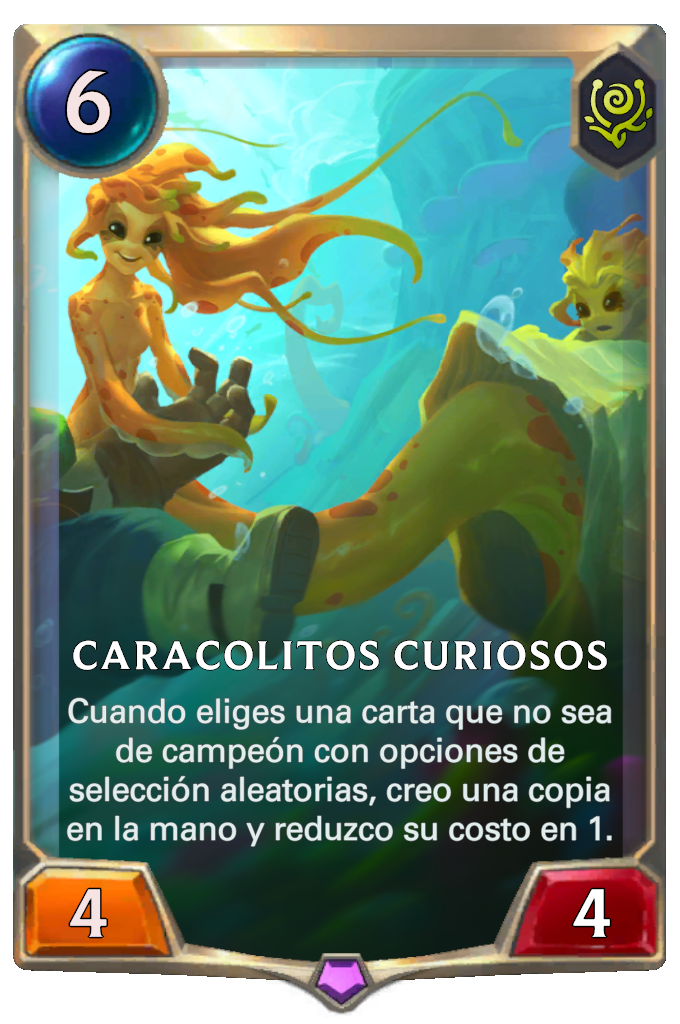 6
CARACOLITOS CURIOSOS
Cuando eliges una carta que no sea
de campeón con opciones de
selección aleatorias, creo una copia
en la mano y reduzco su costo en 1.
4
4